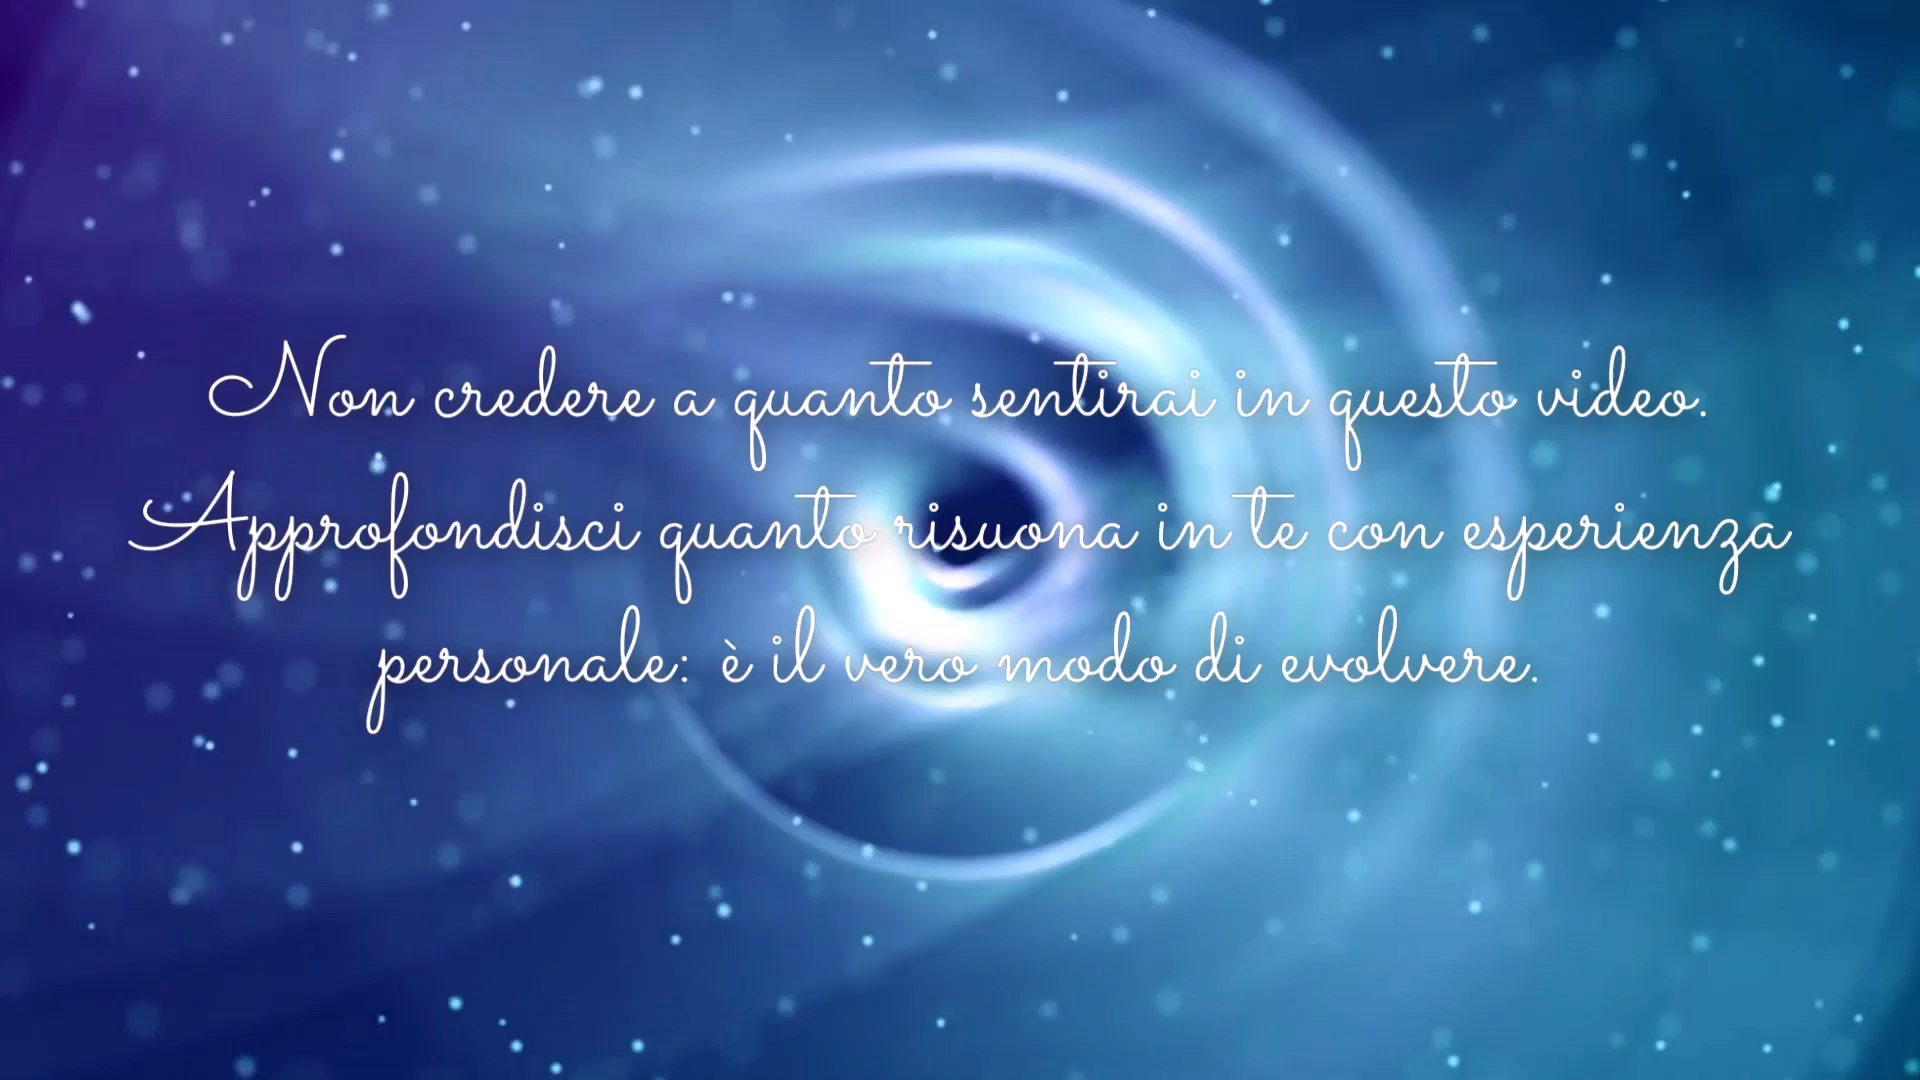 Non credere a quanto sentirai in questo video.
Approfondisci quanto risuona in te con esperienza
personale: è il vero modo di evolvere.